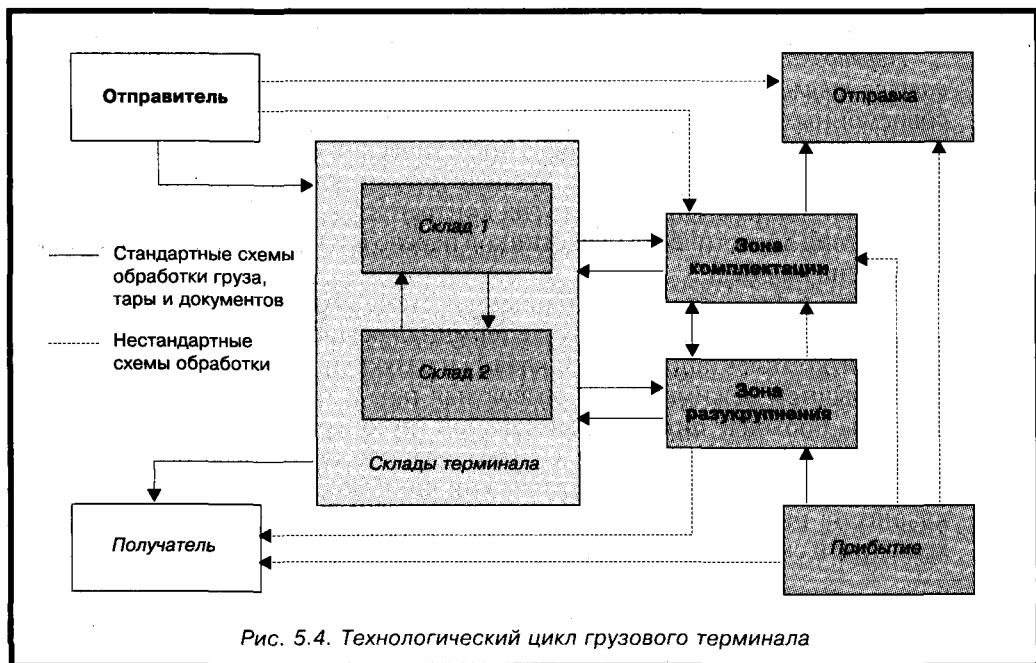 Отправитель
Отправка
Склад 1
Зона
комплектации
Стандартные схемы
обработки груза,
тары и документов
Нестандартные
схемы обработки
Склад 2
Зона
разукрупнения
Склады терминала
Получатель
Прибытие
Рис. 5.4. Технологический цикл грузового терминала